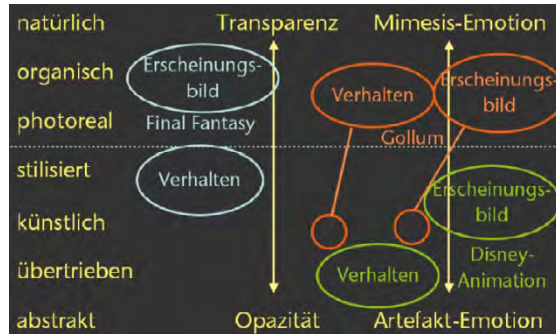 natürlich Transparenz Mimesis-Emotion
organisch Erscheinungs-
bild
Verhalten
Erscheinungs-
bild
photoreal Final Fantasy
Gollum
stilisiert Verhalten
Erscheinungs-
bild
künstlich
übertrieben Verhalten
Disney-
Animation
abstrakt Opazität Artefakt-Emotion